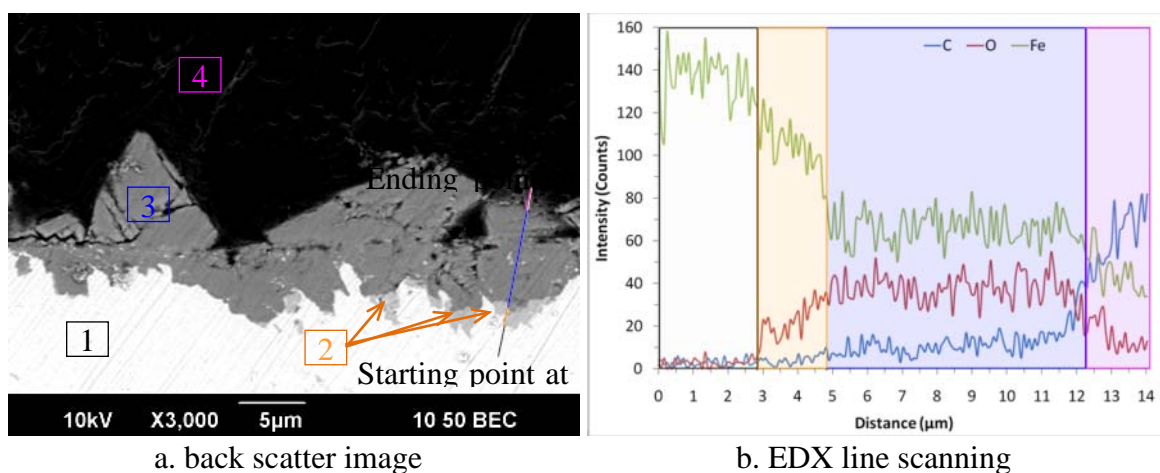 4
3
Ending poin
1
2
Starting point at
10kV X3,000 5µm 10 50 BEC
a. back scatter image
C O Fe
Intensity (Counts)
160
140
120
100
80
60
40
20
0
0 1 2 3 4 5 6 7 8 9 10 11 12 13 14
Distance (µm)
b. EDX line scanning